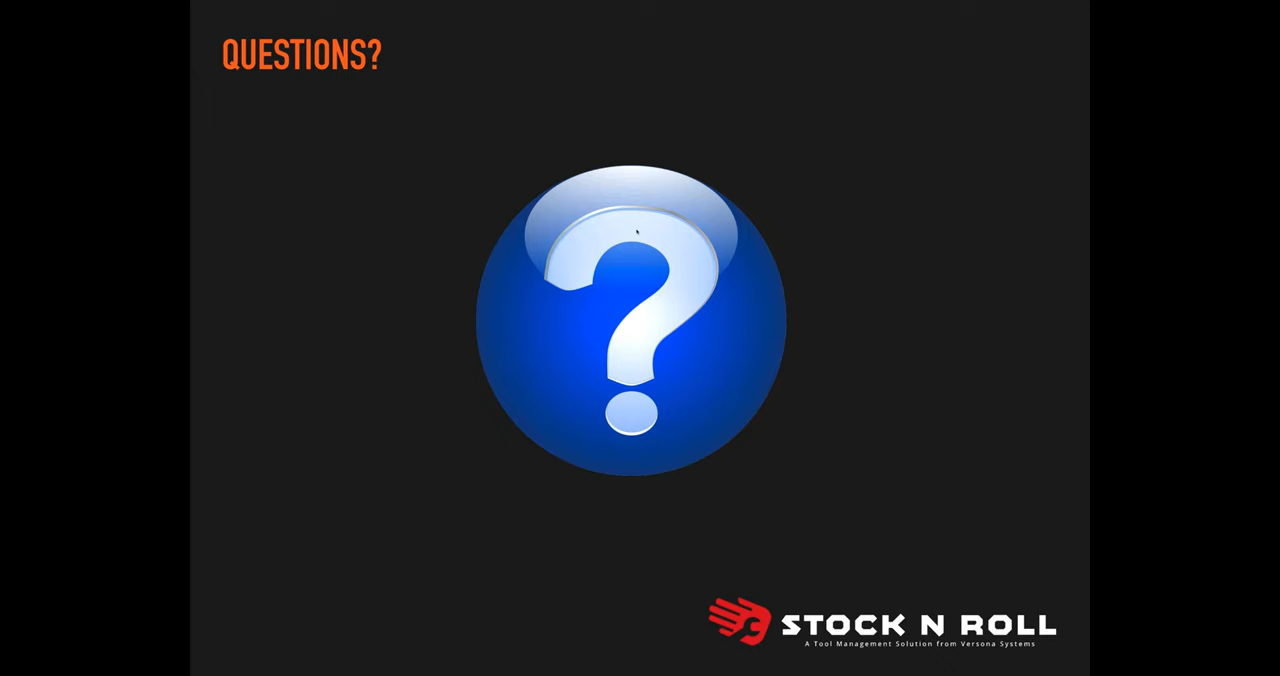 QUESTIONS?
?
STOCK N ROLL
A Tool Management Solution from Versona Systems